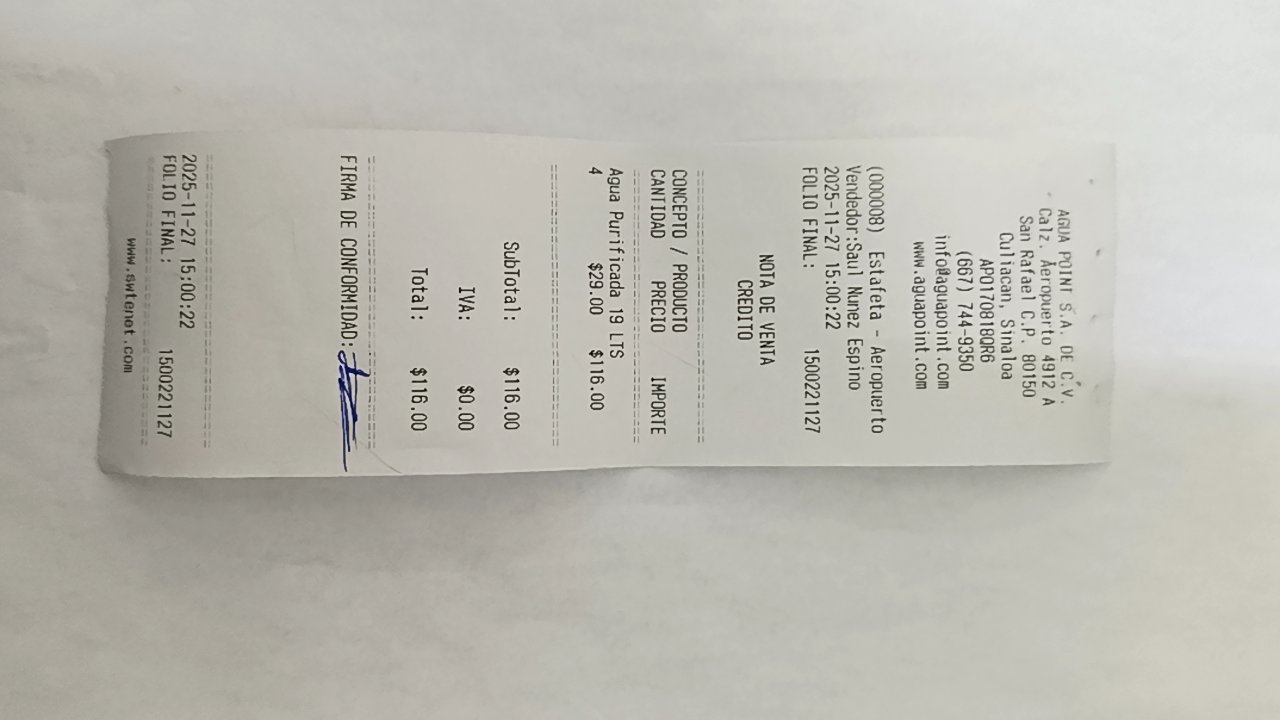 AGUA POINT S.A. DE C.V.
Calz. Aeropuerto 4912 A
San Rafael C.P. 80150
Culiacan, Sinaloa
APO170818QR6
(667) 744-9350
info@aguapoint.com
www.aguapoint.com
(000008) Estafeta - Aeropuerto
Vendedor:Saul Nunez Espino
2025-11-27 15:00:22
FOLIO FINAL: 1500221127
NOTA DE VENTA
CREDITO
CONCEPTO / PRODUCTO
CANTIDAD PRECIO IMPORTE
Agua Purificada 19 LTS
4 $29.00 $116.00
SubTotal: $116.00
IVA: $0.00
Total: $116.00
FIRMA DE CONFORMIDAD:
2025-11-27 15:00:22
FOLIO FINAL: 1500221127
www.swtenet.com